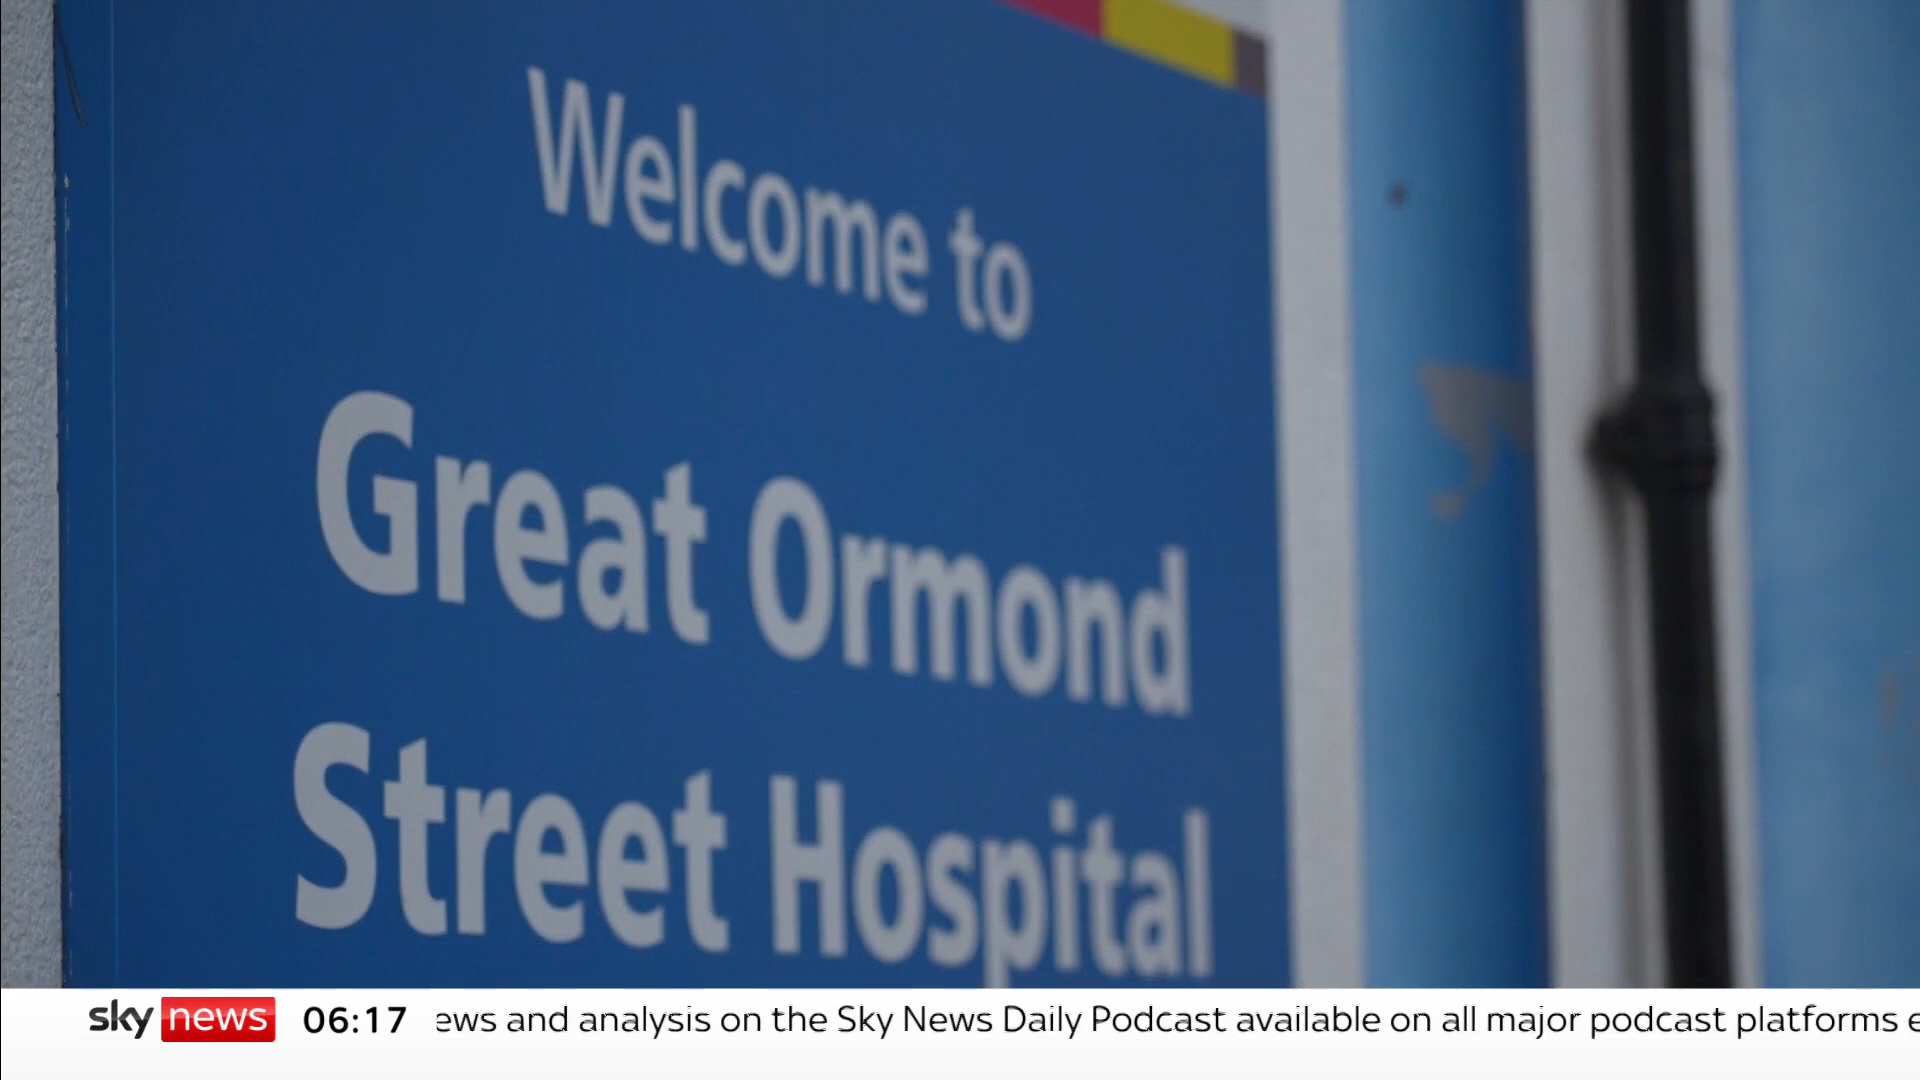 Welcome to
Great Ormond
Street Hospital
sky news 06:17 ews and analysis on the Sky News Daily Podcast available on all major podcast platforms e